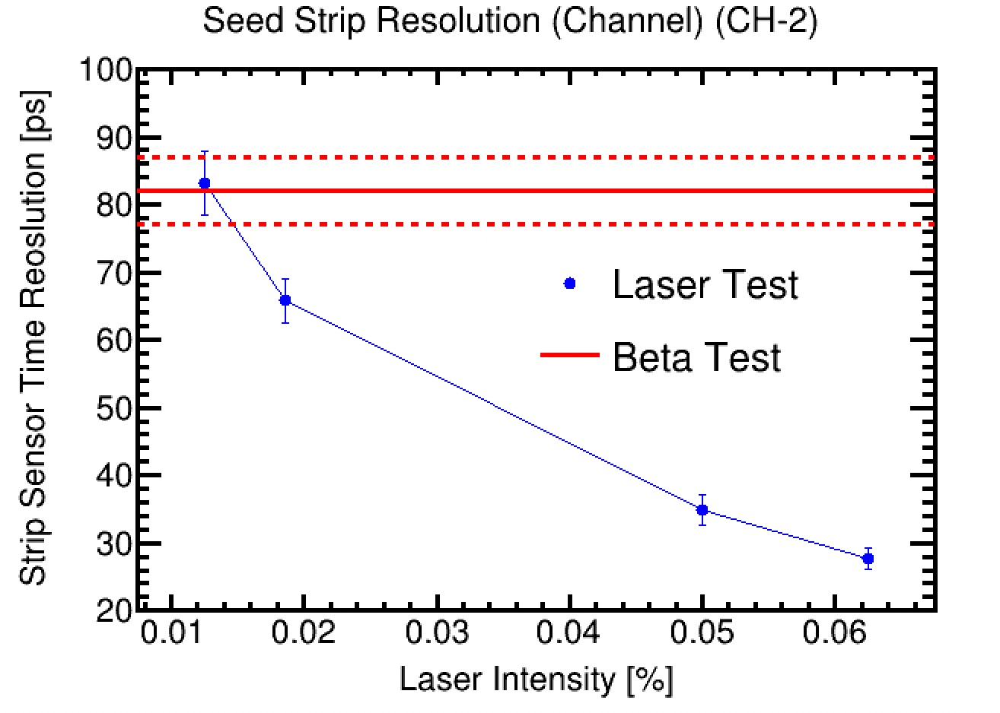 Seed Strip Resolution (Channel) (CH-2)
Strip Sensor Time Reoslution [ps]
100
90
80
70
60
50
40
30
20
Laser Test
Beta Test
0.01 0.02 0.03 0.04 0.05 0.06
Laser Intensity [%]